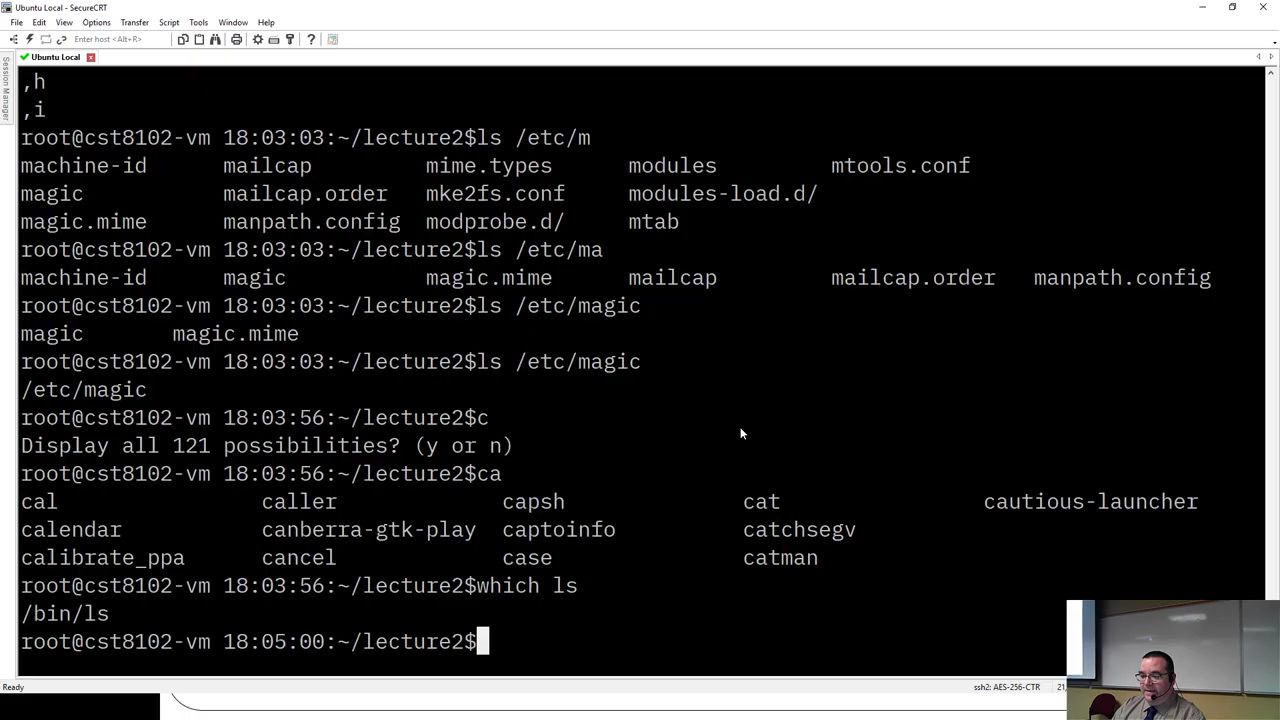 Ubuntu Local - SecureCRT
File Edit View Options Transfer Script Tools Window Help
Enter host <Alt+R>
Ubuntu Local
Session Manager
,h
,i
root@cst8102-vm 18:03:03:~/lecture2$ls /etc/m
machine-id mailcap mime.types modules mtools.conf
magic mailcap.order mke2fs.conf modules-load.d/
magic.mime manpath.config modprobe.d/ mtab
root@cst8102-vm 18:03:03:~/lecture2$ls /etc/ma
machine-id magic magic.mime mailcap mailcap.order manpath.config
root@cst8102-vm 18:03:03:~/lecture2$ls /etc/magic
magic magic.mime
root@cst8102-vm 18:03:03:~/lecture2$ls /etc/magic
/etc/magic
root@cst8102-vm 18:03:56:~/lecture2$c
Display all 121 possibilities? (y or n)
root@cst8102-vm 18:03:56:~/lecture2$ca
cal caller capsh cat cautious-launcher
calendar canberra-gtk-play captoinfo catchsegv
calibrate_ppa cancel case catman
root@cst8102-vm 18:03:56:~/lecture2$which ls
/bin/ls
root@cst8102-vm 18:05:00:~/lecture2$
Ready ssh2: AES-256-CTR 21,